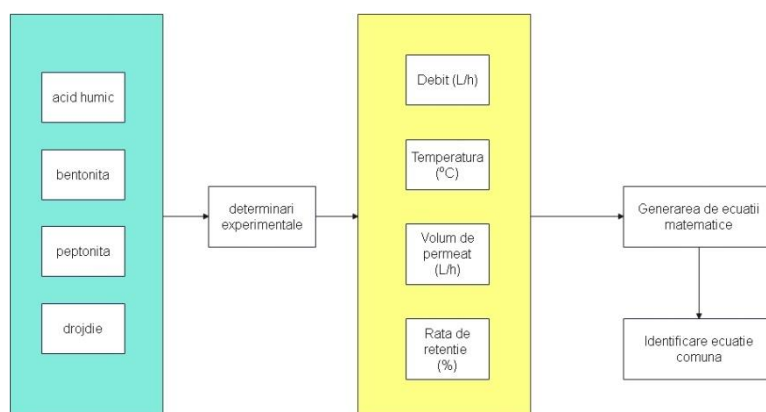 acid humic
bentonita
peptonita
drojdie
determinari
experimentale
Debit (L/h)
Temperatura
(ºC)
Volum de
permeat
(L/h)
Rata de
retentie
(%)
Generarea de ecuatii
matematice
Identificare ecuatie
comuna